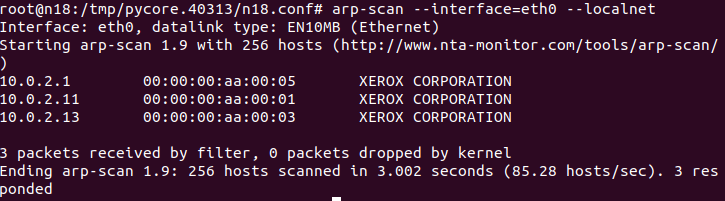 root@n18:/tmp/pycore.40313/n18.conf# arp-scan --interface=eth0 --localnet
Interface: eth0, datalink type: EN10MB (Ethernet)
Starting arp-scan 1.9 with 256 hosts (http://www.nta-monitor.com/tools/arp-scan/
)
10.0.2.1 00:00:00:aa:00:05 XEROX CORPORATION
10.0.2.11 00:00:00:aa:00:01 XEROX CORPORATION
10.0.2.13 00:00:00:aa:00:03 XEROX CORPORATION
3 packets received by filter, 0 packets dropped by kernel
Ending arp-scan 1.9: 256 hosts scanned in 3.002 seconds (85.28 hosts/sec). 3 res
ponded